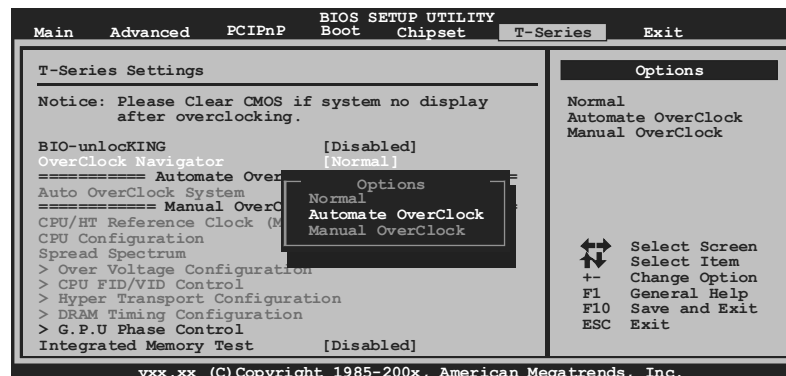 BIOS SETUP UTILITY
Main Advanced PCIPnP Boot Chipset T-Series Exit
T-Series Settings
Notice: Please Clear CMOS if system no display
after overclocking.
BIO-unlocKING [Disabled]
OverClock Navigator [Normal]
=========== Automate Over =
Auto OverClock System
=========== Manual OverC =
CPU/HT Reference Clock (M
CPU Configuration
Spread Spectrum
> Over Voltage Configuration
> CPU FID/VID Control
> Hyper Transport Configuration
> DRAM Timing Configuration
> G.P.U Phase Control
Integrated Memory Test [Disabled]
Options
Normal
Automate OverClock
Manual OverClock
Options
Normal
Automate OverClock
Manual OverClock
Select Screen
Select Item
+- Change Option
F1 General Help
F10 Save and Exit
ESC Exit
vxx.xx (C)Copyright 1985-200x, American Megatrends, Inc.